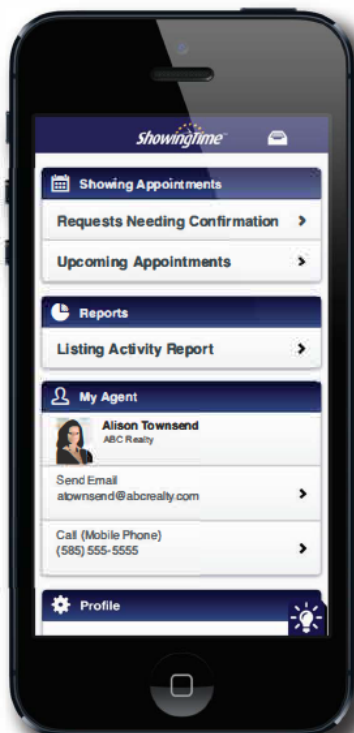 ShowingTime™
Showing Appointments
Requests Needing Confirmation
Upcoming Appointments
Reports
Listing Activity Report
My Agent
Alison Townsend
ABC Realty
Send Email
atownsend@abcrealty.com
Call (Mobile Phone)
(585) 555-5555
Profile